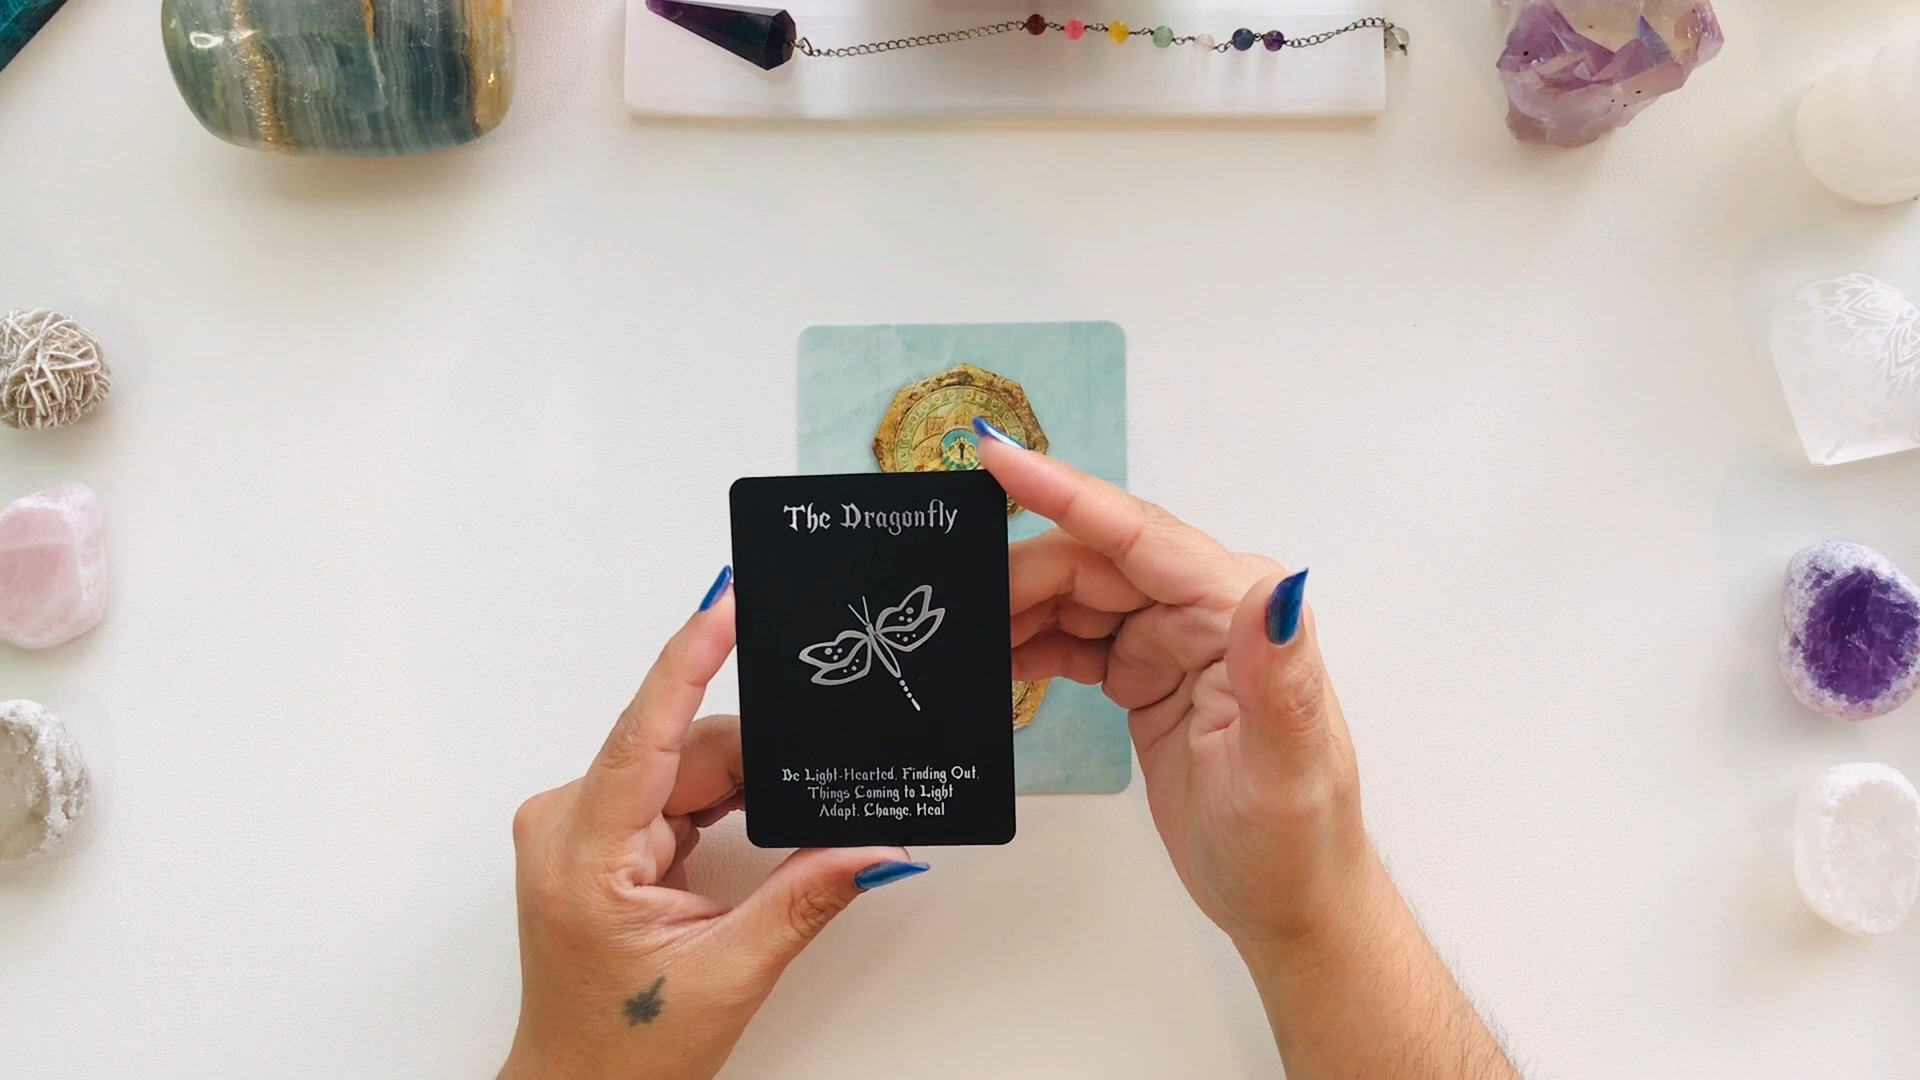 The Dragonfly
Be Light-Hearted, Finding Out,
Things Coming to Light
Adapt, Change, Heal